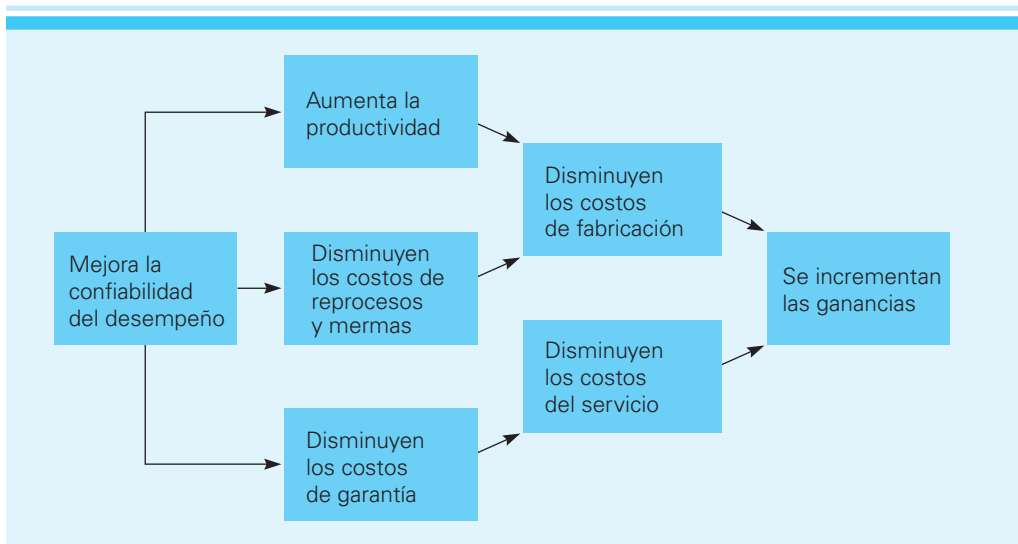 Aumenta la
productividad
Disminuyen
los costos
de fabricación
Mejora la
confiabilidad
del desempeño
Disminuyen
los costos de
reprocesos
y mermas
Se incrementan
las ganancias
Disminuyen
los costos
del servicio
Disminuyen
los costos
de garantía